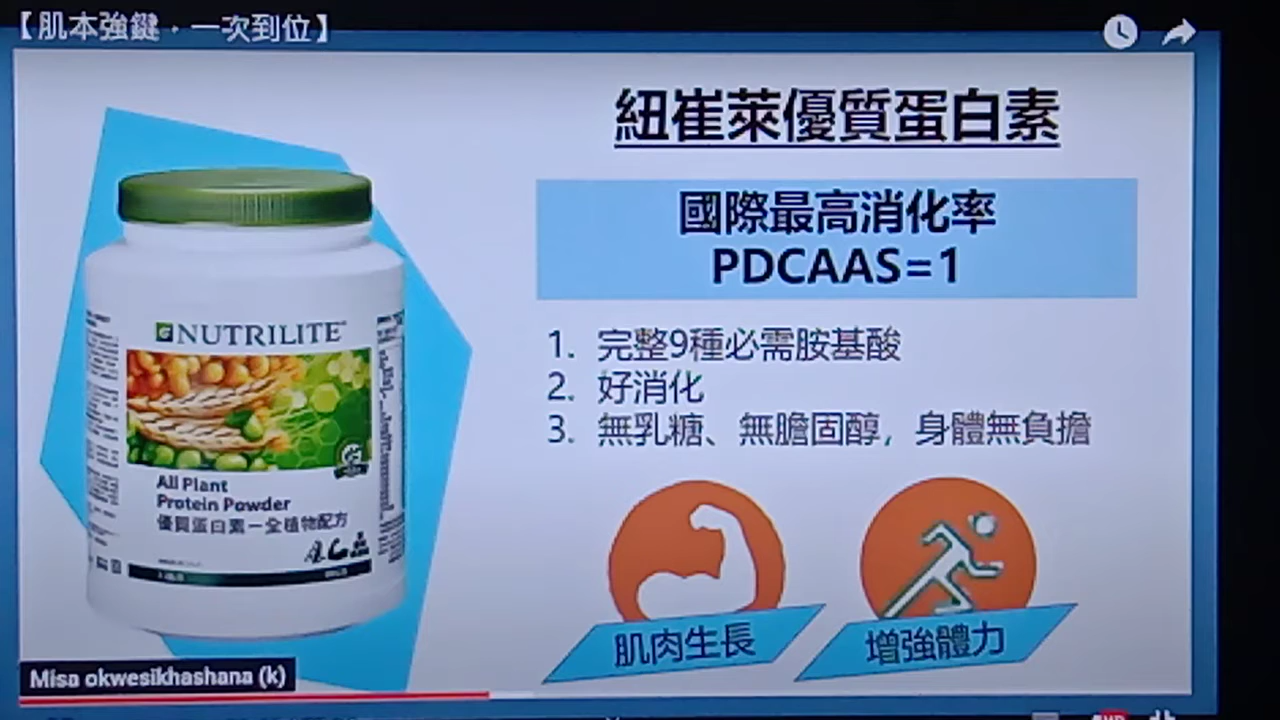 【肌本強鍵．一次到位】
紐崔萊優質蛋白素
國際最高消化率
PDCAAS=1
1. 完整9種必需胺基酸
2. 好消化
3. 無乳糖、無膽固醇，身體無負擔
肌肉生長
增強體力
NUTRILITE
All Plant
Protein Powder
優質蛋白素－全植物配方
Misa okwesikhashana (k)